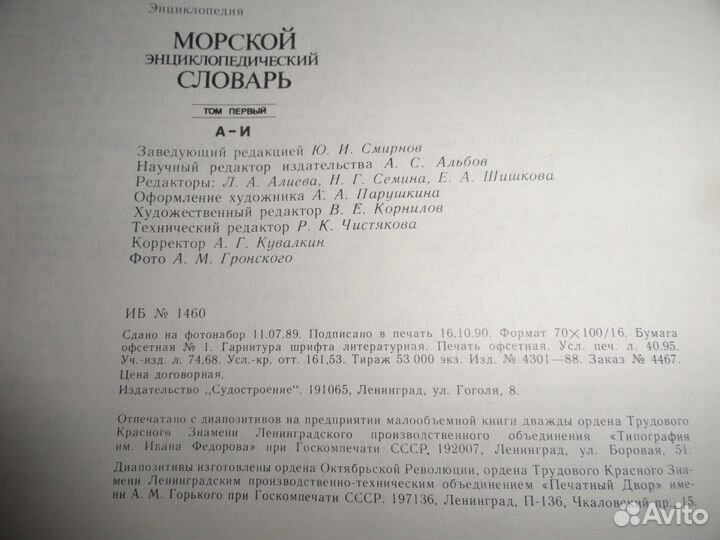 Энциклопедия
МОРСКОЙ
ЭНЦИКЛОПЕДИЧЕСКИЙ
СЛОВАРЬ
ТОМ ПЕРВЫЙ
А–И
Заведующий редакцией Ю. И. Смирнов
Научный редактор издательства А. С. Альбов
Редакторы: Л. А. Алиева, Н. Г. Семина, Е. А. Шишкова
Оформление художника А. А. Парушкина
Художественный редактор В. Е. Корнилов
Технический редактор Р. К. Чистякова
Корректор А. Г. Кувалкин
Фото А. М. Гронского
ИБ № 1460
Сдано на фотонабор 11.07.89. Подписано в печать 16.10.90. Формат 70×100/16. Бумага
офсетная № 1. Гарнитура шрифта литературная. Печать офсетная. Усл. печ. л. 40.95.
Уч.-изд. л. 74,68. Усл.-кр. отт. 161,53. Тираж 53 000 экз. Изд. № 4301—88. Заказ № 4467.
Цена договорная.
Издательство „Судостроение". 191065, Ленинград, ул. Гоголя, 8.
Отпечатано с диапозитивов на предприятии малообъемной книги дважды ордена Трудового
Красного Знамени Ленинградского производственного объединения «Типография
им. Ивана Федорова» при Госкомпечати СССР, 192007, Ленинград, ул. Боровая, 51.
Диапозитивы изготовлены ордена Октябрьской Революции, ордена Трудового Красного Зна-
мени Ленинградским производственно-техническим объединением «Печатный Двор» име-
ни А. М. Горького при Госкомпечати СССР. 197136, Ленинград, П-136, Чкаловский пр., 15.
Avito